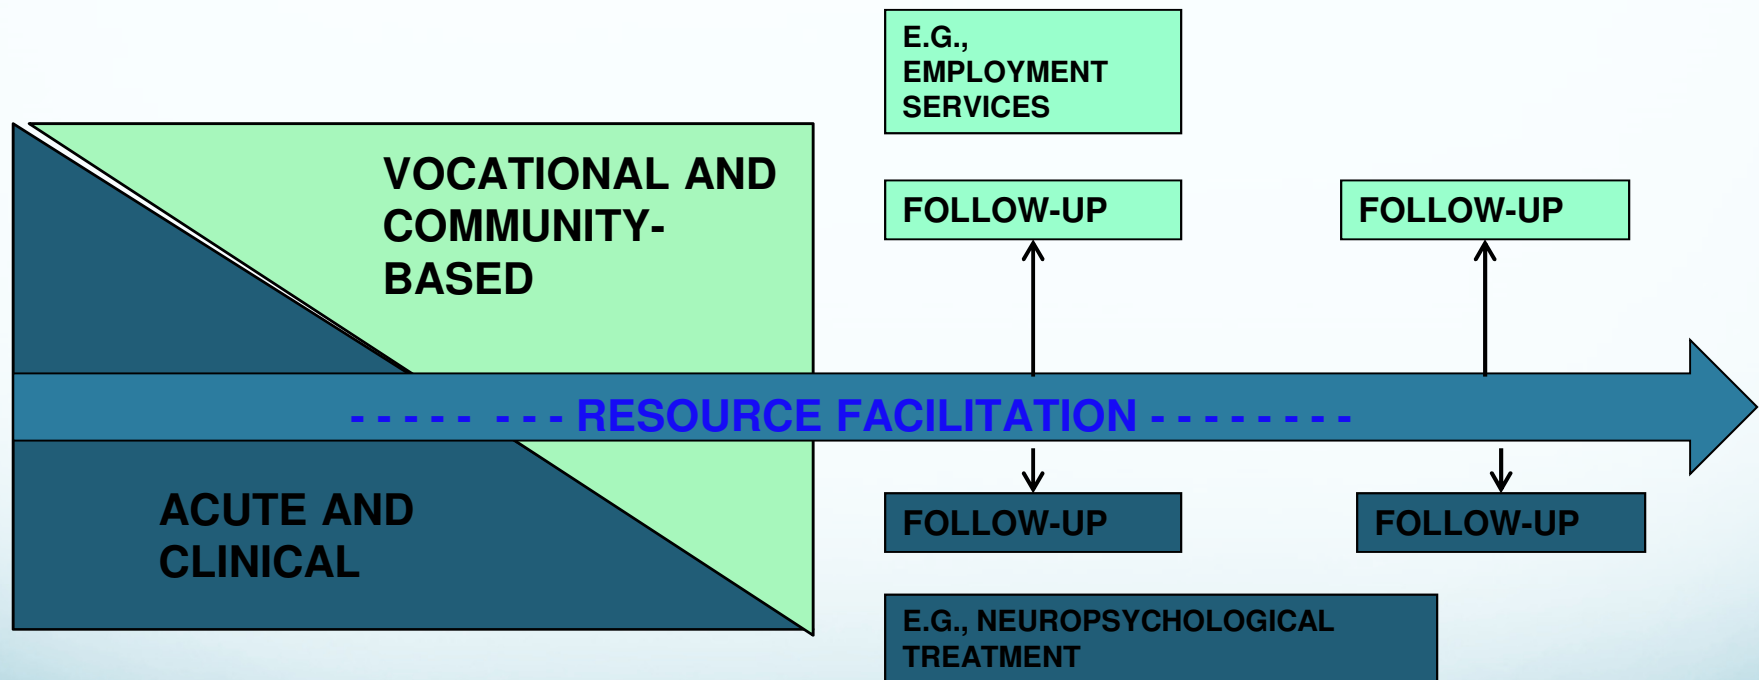 E.G.,
EMPLOYMENT
SERVICES
VOCATIONAL AND
COMMUNITY-
BASED
FOLLOW-UP
FOLLOW-UP
- - - - - - - - RESOURCE FACILITATION - - - - - - - -
ACUTE AND
CLINICAL
FOLLOW-UP
FOLLOW-UP
E.G., NEUROPSYCHOLOGICAL
TREATMENT